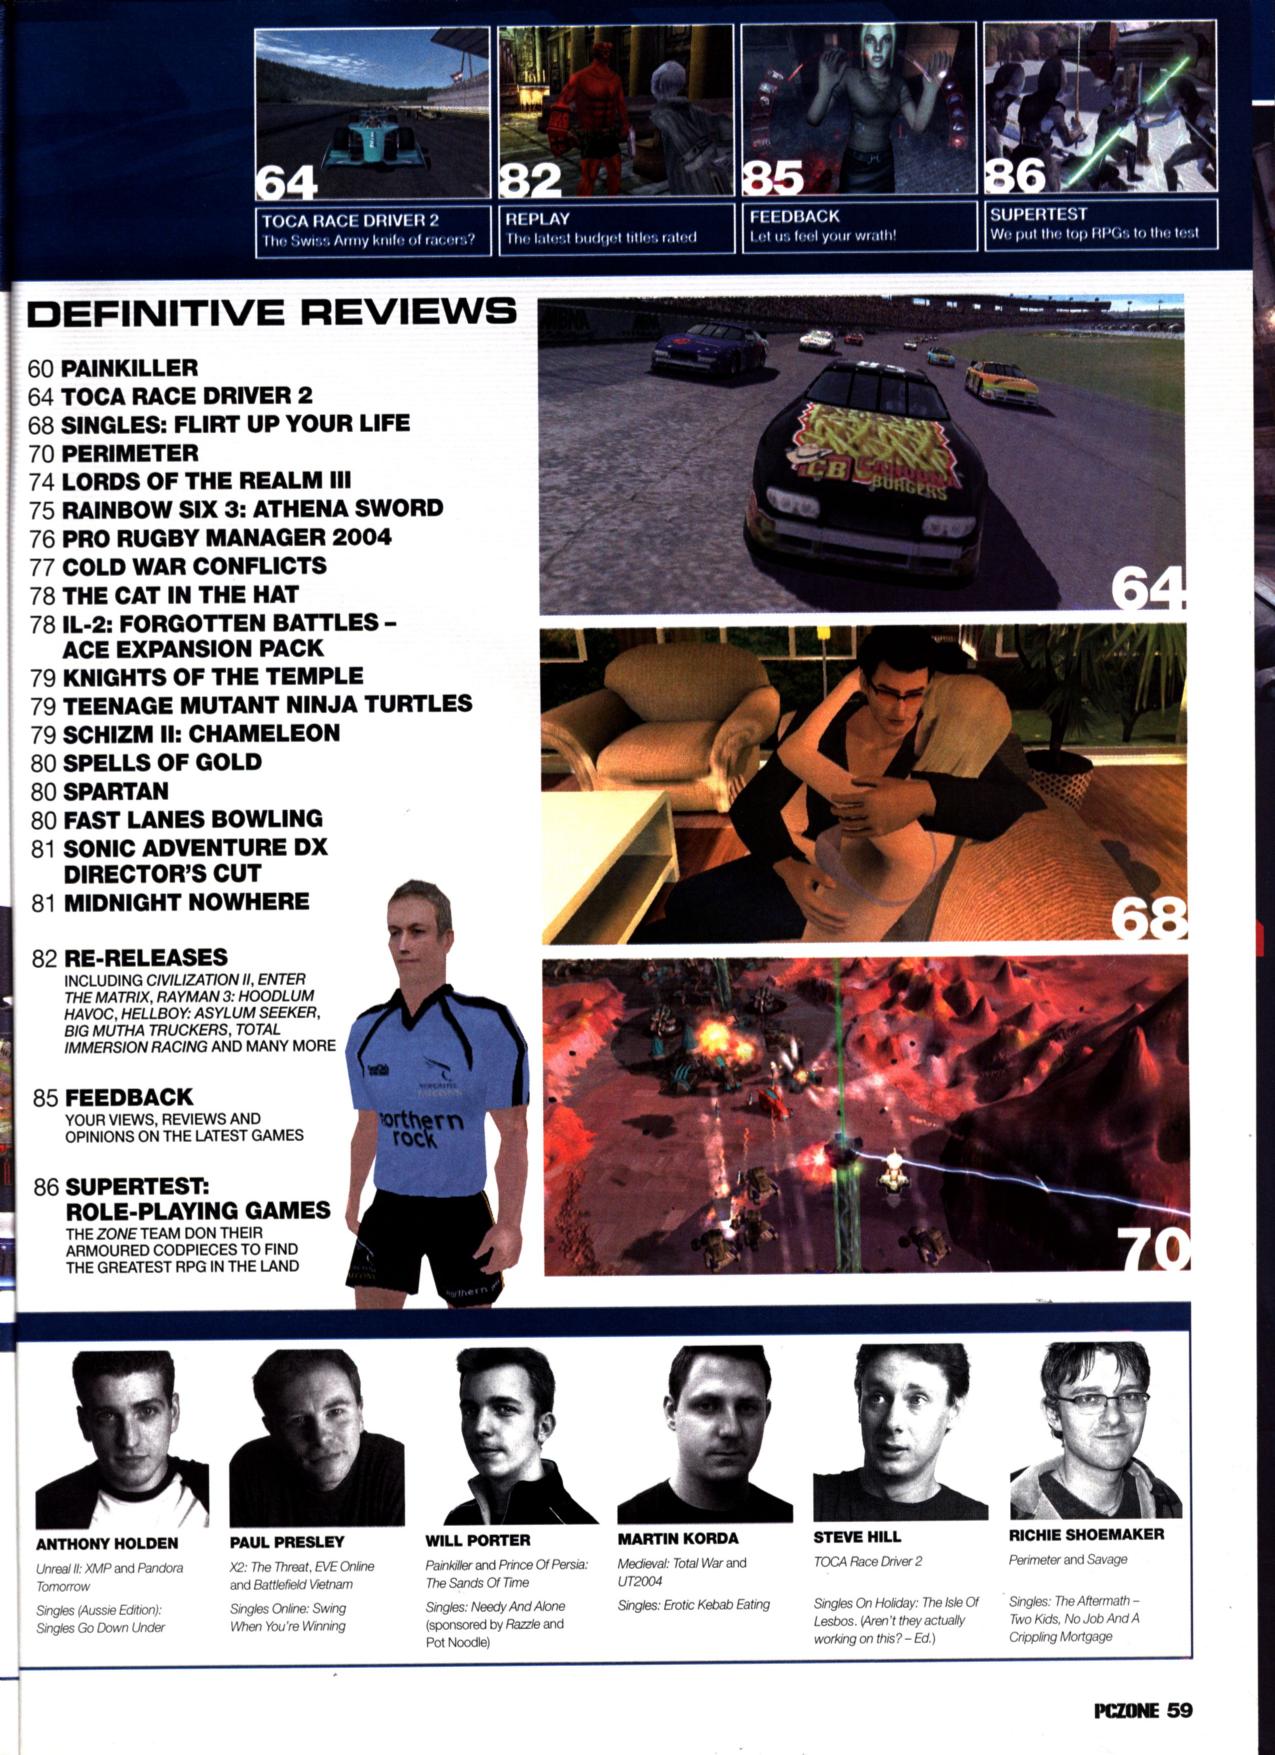 64
82
85
86
TOCA RACE DRIVER 2
The Swiss Army knife of racers?
REPLAY
The latest budget titles rated
FEEDBACK
Let us feel your wrath!
SUPERTEST
We put the top RPGs to the test
DEFINITIVE REVIEWS
60 PAINKILLER
64 TOCA RACE DRIVER 2
68 SINGLES: FLIRT UP YOUR LIFE
70 PERIMETER
74 LORDS OF THE REALM III
75 RAINBOW SIX 3: ATHENA SWORD
76 PRO RUGBY MANAGER 2004
77 COLD WAR CONFLICTS
78 THE CAT IN THE HAT
78 IL-2: FORGOTTEN BATTLES –
ACE EXPANSION PACK
79 KNIGHTS OF THE TEMPLE
79 TEENAGE MUTANT NINJA TURTLES
79 SCHIZM II: CHAMELEON
80 SPELLS OF GOLD
80 SPARTAN
80 FAST LANES BOWLING
81 SONIC ADVENTURE DX
DIRECTOR'S CUT
81 MIDNIGHT NOWHERE
82 RE-RELEASES
INCLUDING CIVILIZATION II, ENTER
THE MATRIX, RAYMAN 3: HOODLUM
HAVOC, HELLBOY: ASYLUM SEEKER,
BIG MUTHA TRUCKERS, TOTAL
IMMERSION RACING AND MANY MORE
85 FEEDBACK
YOUR VIEWS, REVIEWS AND
OPINIONS ON THE LATEST GAMES
86 SUPERTEST:
ROLE-PLAYING GAMES
THE ZONE TEAM DON THEIR
ARMOURED CODPIECES TO FIND
THE GREATEST RPG IN THE LAND
northern
rock
CB
BURGERS
64
68
70
ANTHONY HOLDEN
Unreal II: XMP and Pandora
Tomorrow
Singles (Aussie Edition):
Singles Go Down Under
PAUL PRESLEY
X2: The Threat, EVE Online
and Battlefield Vietnam
Singles Online: Swing
When You're Winning
WILL PORTER
Painkiller and Prince Of Persia:
The Sands Of Time
Singles: Needy And Alone
(sponsored by Razzle and
Pot Noodle)
MARTIN KORDA
Medieval: Total War and
UT2004
Singles: Erotic Kebab Eating
STEVE HILL
TOCA Race Driver 2
Singles On Holiday: The Isle Of
Lesbos. (Aren't they actually
working on this? – Ed.)
RICHIE SHOEMAKER
Perimeter and Savage
Singles: The Aftermath –
Two Kids, No Job And A
Crippling Mortgage
PCZONE 59